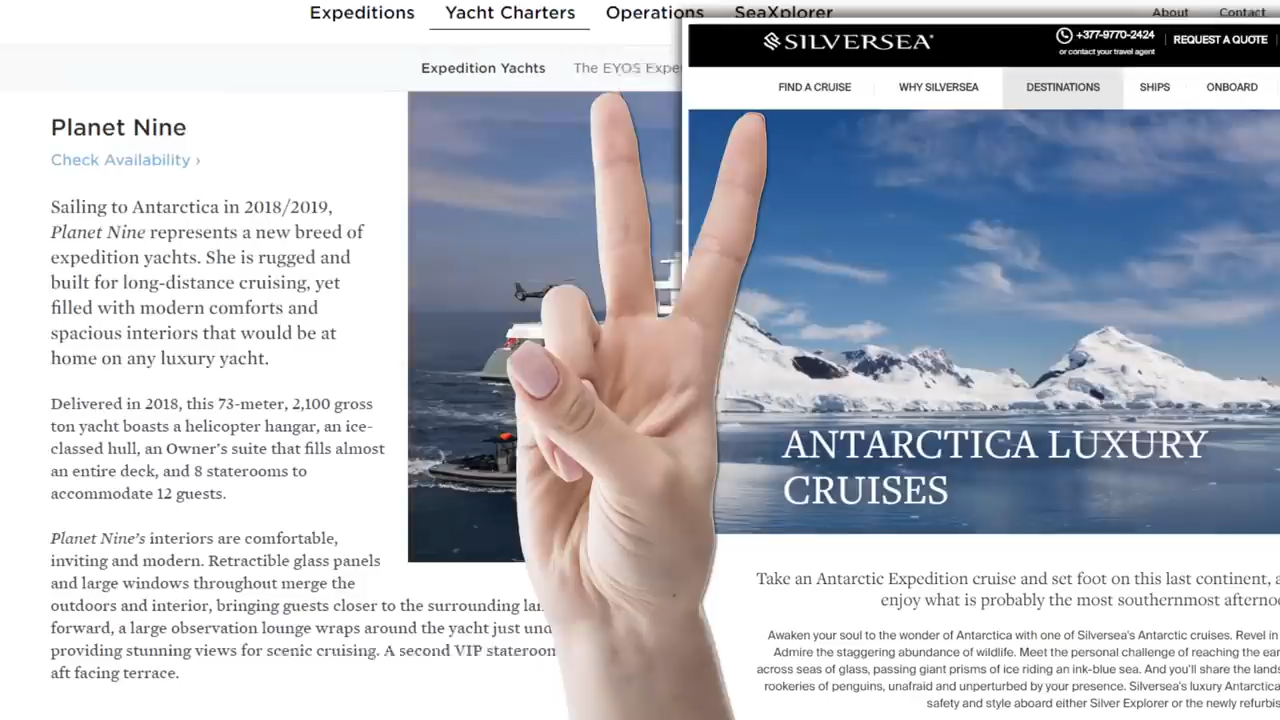 Expeditions Yacht Charters Operations SeaXplorer
About Contact
Expedition Yachts The EYOS Expe
Planet Nine
Check Availability ›
Sailing to Antarctica in 2018/2019,
Planet Nine represents a new breed of
expedition yachts. She is rugged and
built for long-distance cruising, yet
filled with modern comforts and
spacious interiors that would be at
home on any luxury yacht.
Delivered in 2018, this 73-meter, 2,100 gross
ton yacht boasts a helicopter hangar, an ice-
classed hull, an Owner's suite that fills almost
an entire deck, and 8 staterooms to
accommodate 12 guests.
Planet Nine's interiors are comfortable,
inviting and modern. Retractible glass panels
and large windows throughout merge the
outdoors and interior, bringing guests closer to the surrounding lan
forward, a large observation lounge wraps around the yacht just und
providing stunning views for scenic cruising. A second VIP stateroom
aft facing terrace.
SILVERSEA
+377-9770-2424
or contact your travel agent
REQUEST A QUOTE
FIND A CRUISE WHY SILVERSEA DESTINATIONS SHIPS ONBOARD
ANTARCTICA LUXURY
CRUISES
Take an Antarctic Expedition cruise and set foot on this last continent, a
enjoy what is probably the most southernmost afterno
Awaken your soul to the wonder of Antarctica with one of Silversea's Antarctic cruises. Revel in
Admire the staggering abundance of wildlife. Meet the personal challenge of reaching the ear
across seas of glass, passing giant prisms of ice riding an ink-blue sea. And you'll share the lands
rookeries of penguins, unafraid and unperturbed by your presence. Silversea's luxury Antarctica
safety and style aboard either Silver Explorer or the newly refurbis